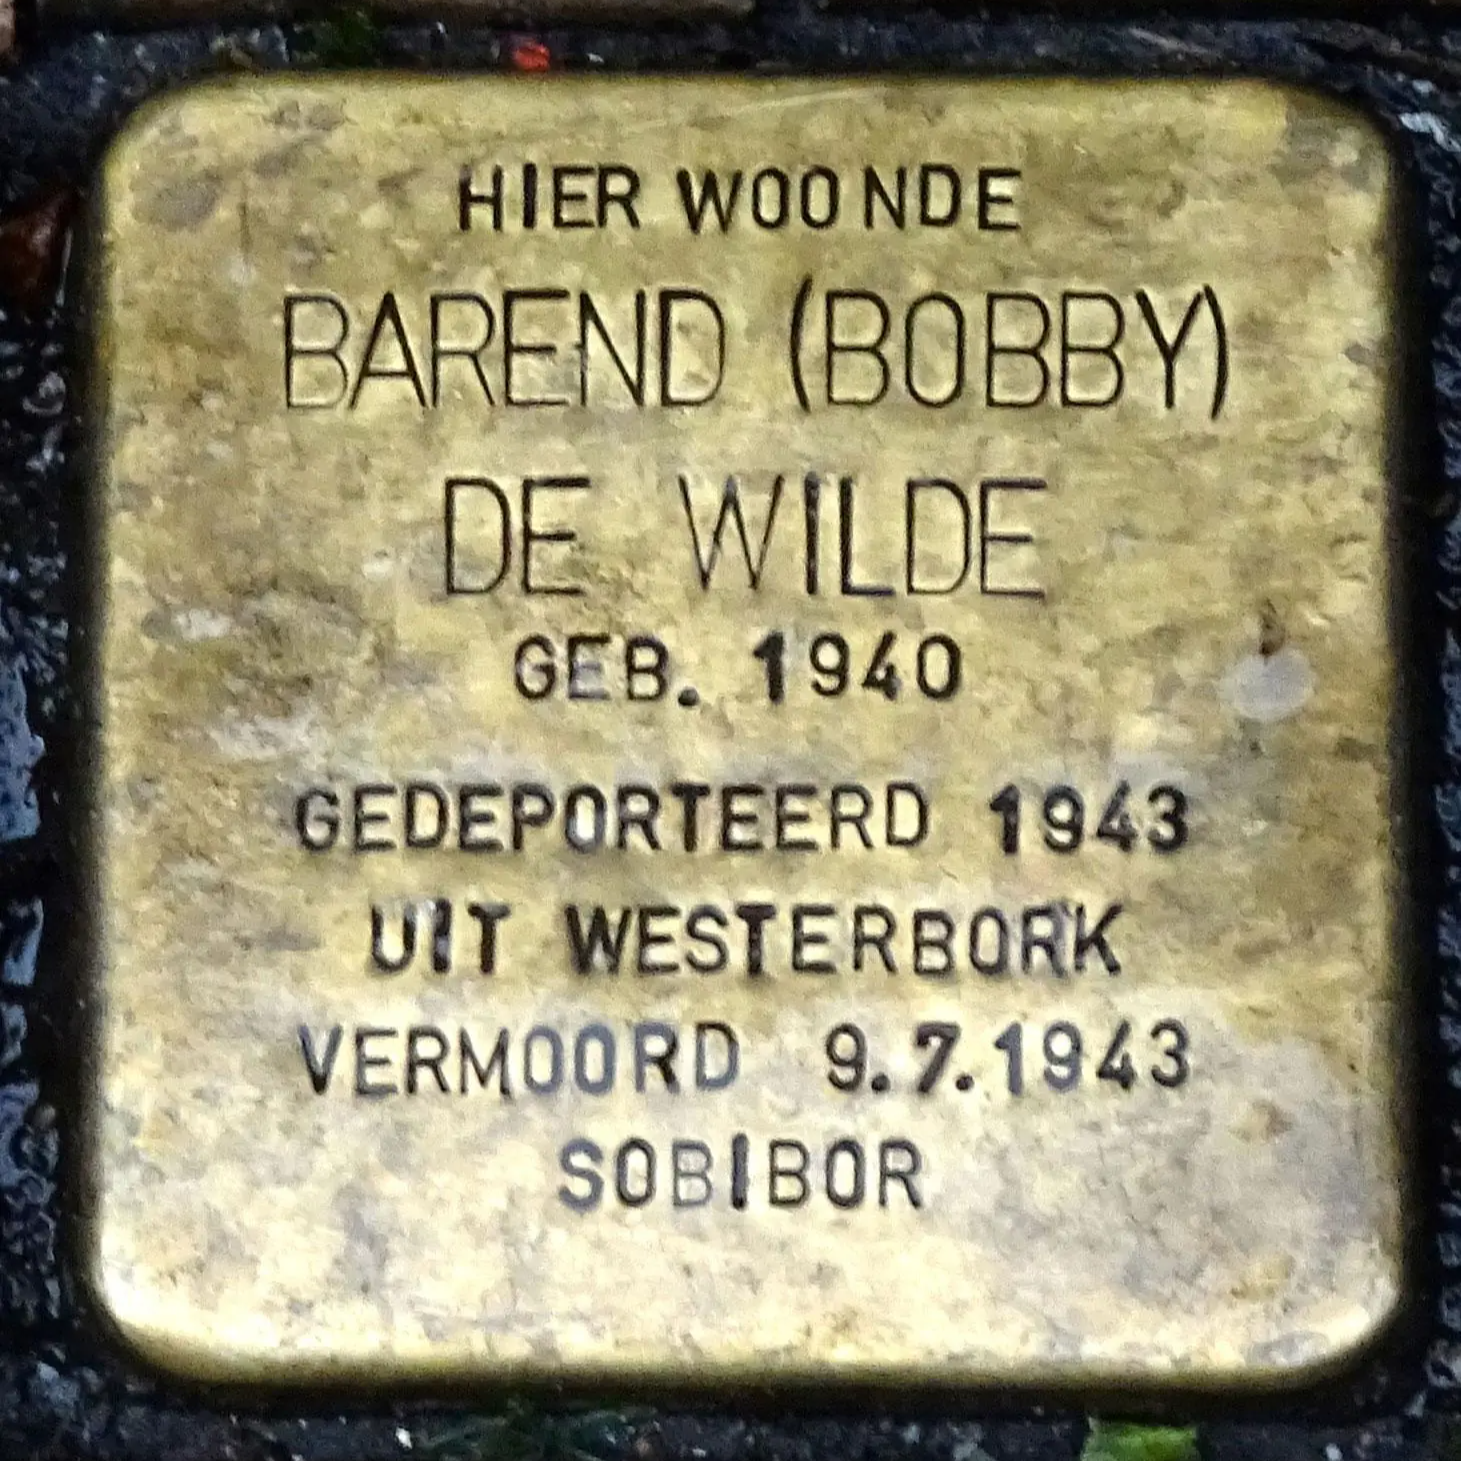 HIER WOONDE
BAREND (BOBBY)
DE WILDE
GEB. 1940
GEDEPORTEERD 1943
UIT WESTERBORK
VERMOORD 9.7.1943
SOBIBOR